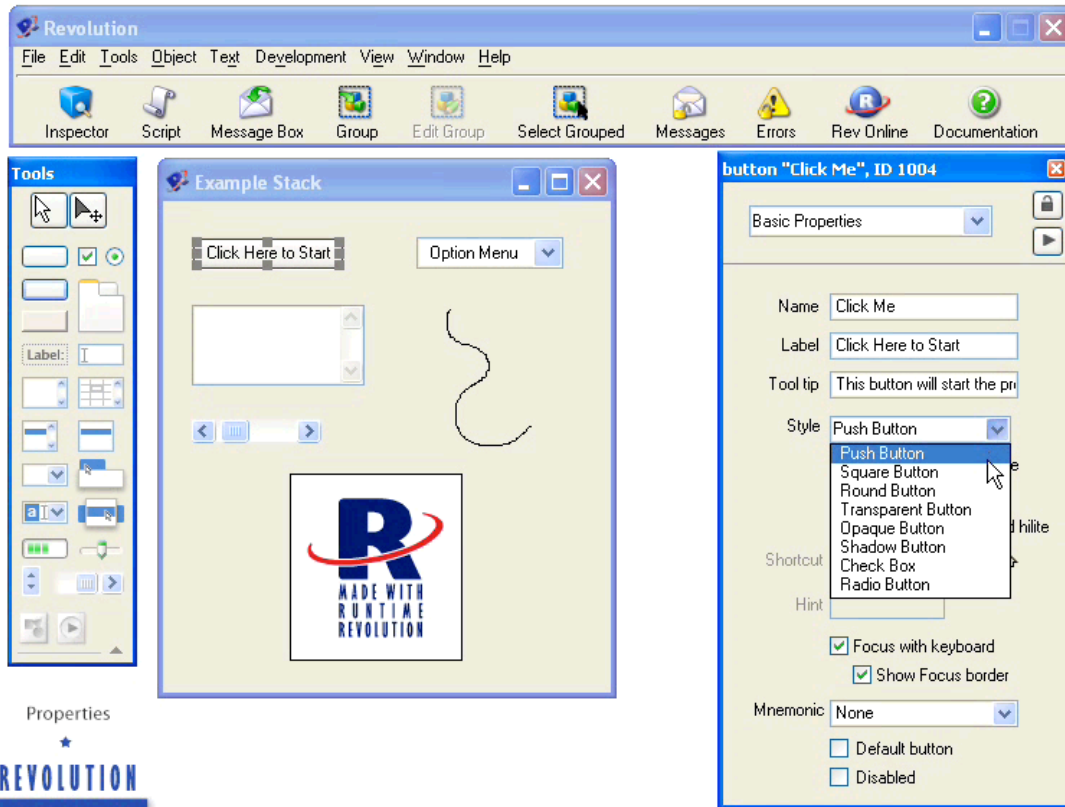 Revolution
File Edit Tools Object Text Development View Window Help
Inspector Script Message Box Group Edit Group Select Grouped Messages Errors Rev Online Documentation
Tools
Label:
a
Example Stack
Click Here to Start
Option Menu
R
MADE WITH
RUNTIME
REVOLUTION
button "Click Me", ID 1004
Basic Properties
Name Click Me
Label Click Here to Start
Tool tip This button will start the
Style Push Button
Push Button
Square Button
Round Button
Transparent Button
Opaque Button
Shadow Button
Check Box
Radio Button
hilite
Shortcut
Hint
Focus with keyboard
Show Focus border
Mnemonic None
Default button
Disabled
Properties
REVOLUTION